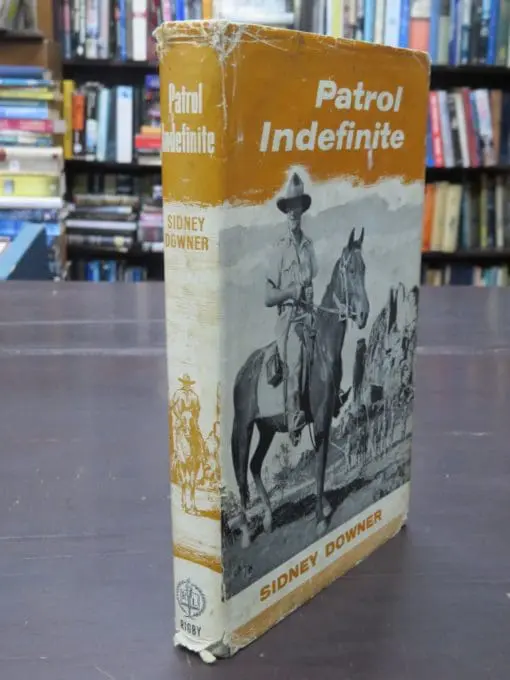 Patrol
Indefinite
SIDNEY
DOWNER
RIGBY
Patrol
Indefinite
SIDNEY DOWNER